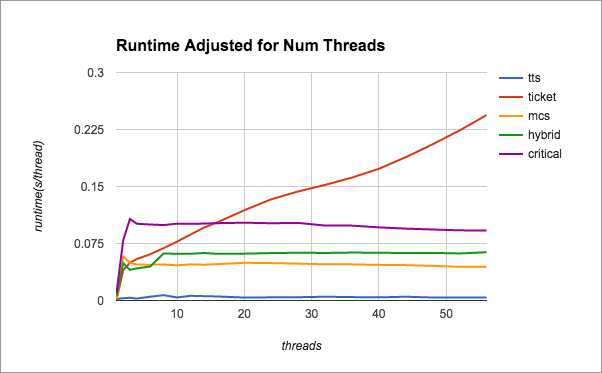 Runtime Adjusted for Num Threads
0.3
0.225
0.15
0.075
0
runtime(s/thread)
10
20
30
40
50
threads
tts
ticket
mcs
hybrid
critical